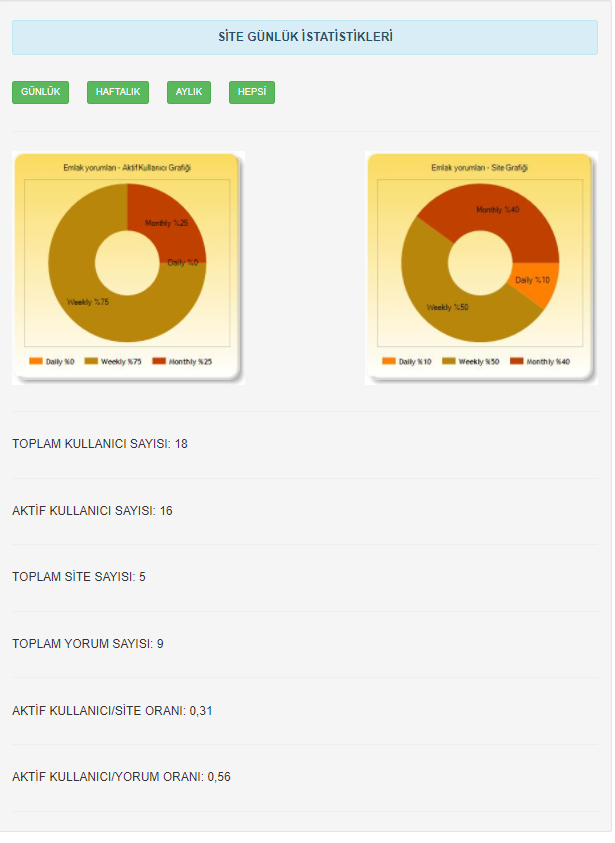 SİTE GÜNLÜK İSTATİSTİKLERİ
GÜNLÜK HAFTALIK AYLIK HEPSİ
Emlak yorumları - Aktif Kullanıcı Grafiği
Monthly %25
Daily %0
Weekly %75
Daily %0 Weekly %75 Monthly %25
Emlak yorumları - Site Grafiği
Monthly %40
Daily %10
Weekly %50
Daily %10 Weekly %50 Monthly %40
TOPLAM KULLANICI SAYISI: 18
AKTİF KULLANICI SAYISI: 16
TOPLAM SİTE SAYISI: 5
TOPLAM YORUM SAYISI: 9
AKTİF KULLANICI/SİTE ORANI: 0,31
AKTİF KULLANICI/YORUM ORANI: 0,56